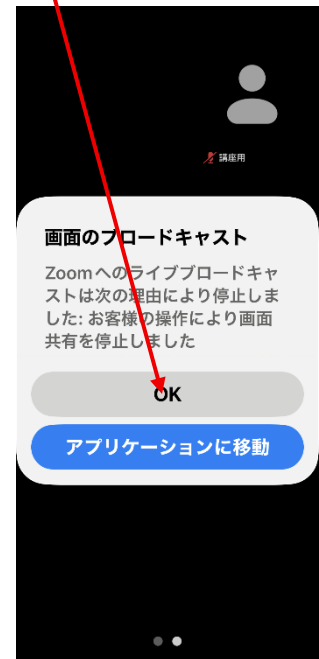 講座用
画面のブロードキャスト
Zoomへのライブブロードキャ
ストは次の理由により停止しま
した: お客様の操作により画面
共有を停止しました
OK
アプリケーションに移動